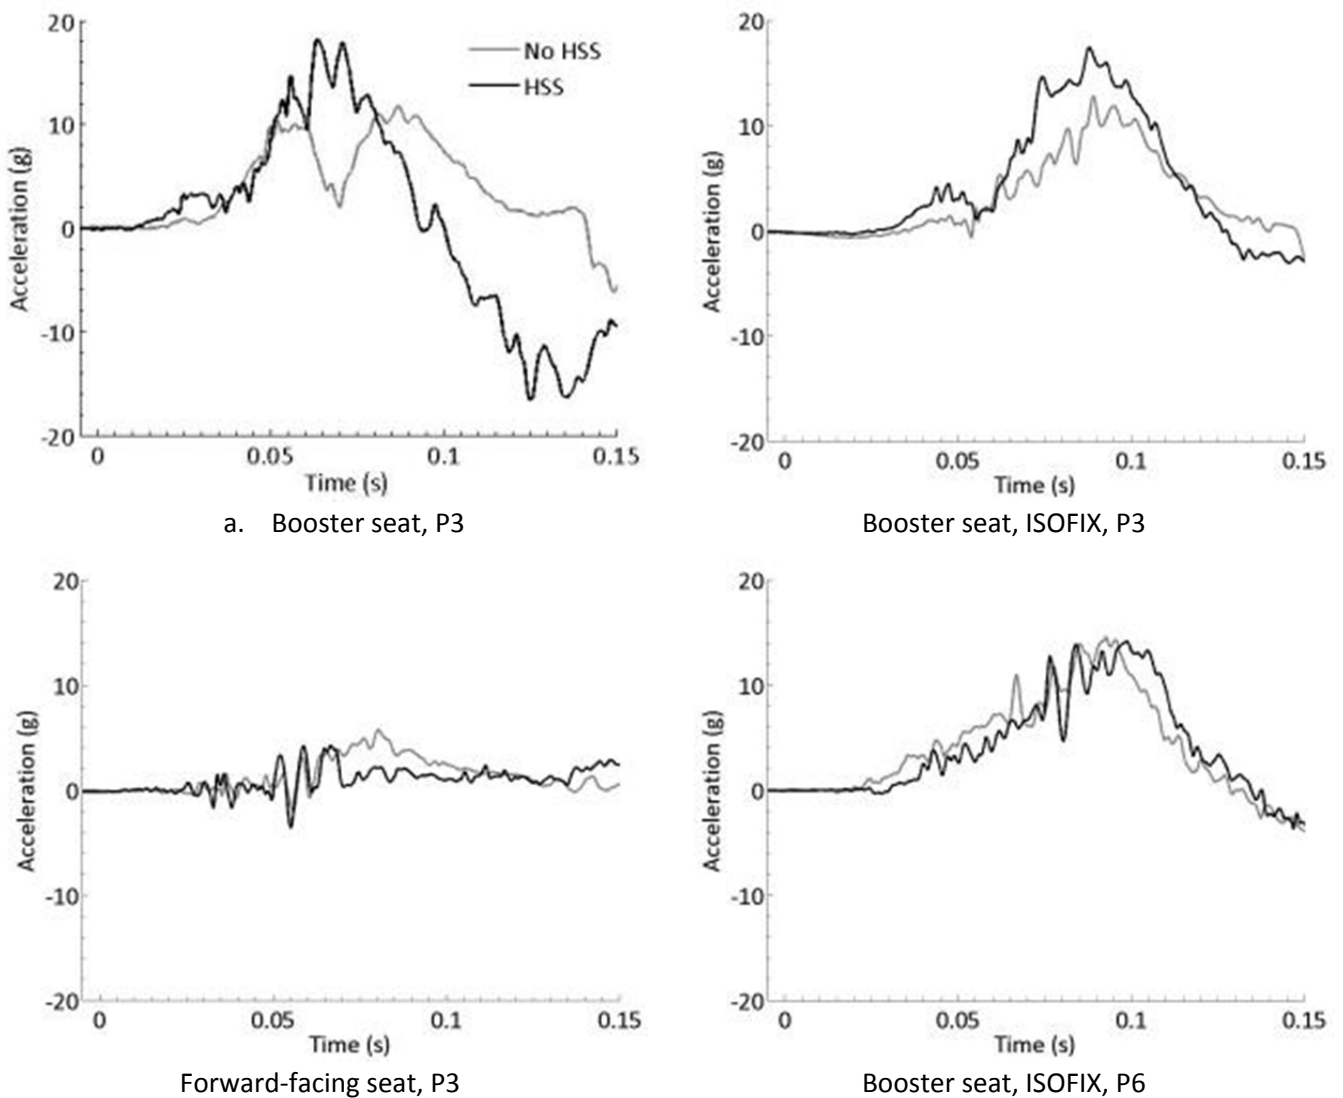 20
10
0
-10
-20
Acceleration (g)
No HSS
HSS
0 0.05 0.1 0.15
Time (s)
a. Booster seat, P3
20
10
0
-10
-20
Acceleration (g)
0 0.05 0.1 0.15
Time (s)
Booster seat, ISOFIX, P3
20
10
0
-10
-20
Acceleration (g)
0 0.05 0.1 0.15
Time (s)
Forward-facing seat, P3
20
10
0
-10
-20
Acceleration (g)
0 0.05 0.1 0.15
Time (s)
Booster seat, ISOFIX, P6